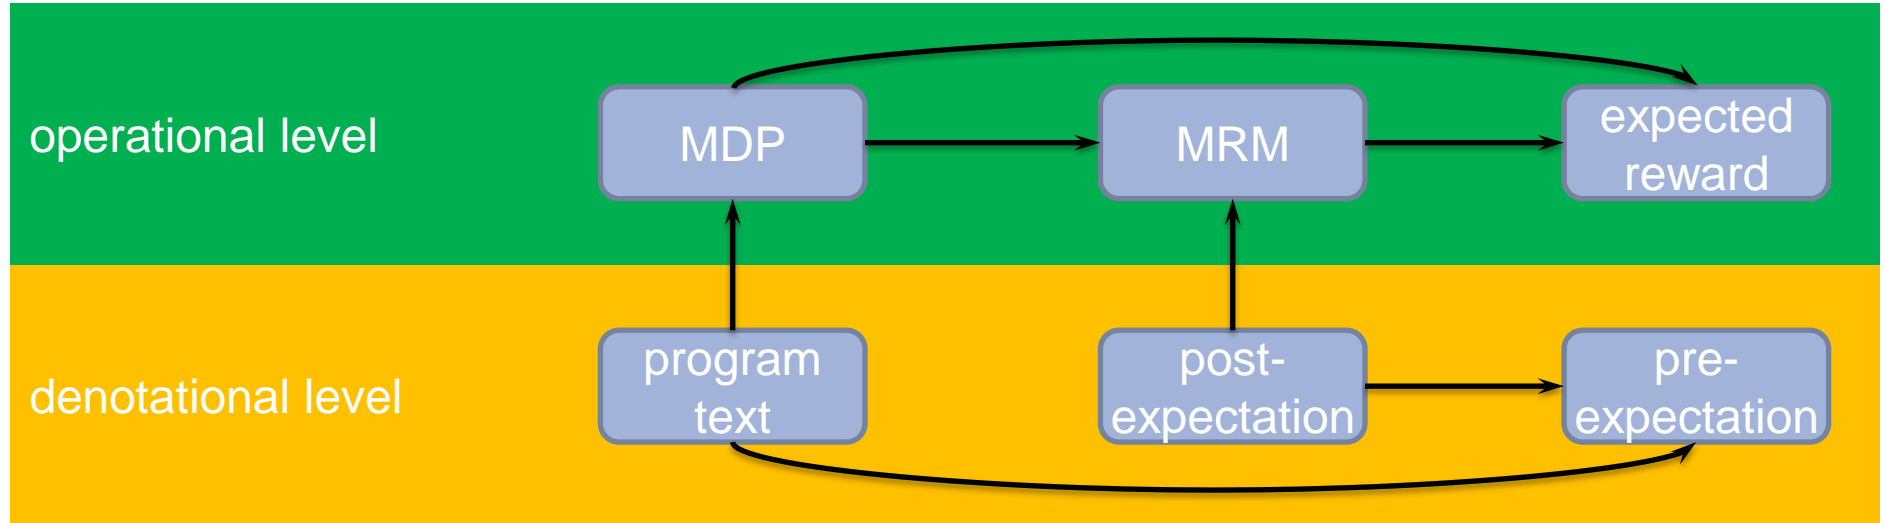 operational level
MDP
MRM
expected
reward
denotational level
program
text
post-
expectation
pre-
expectation